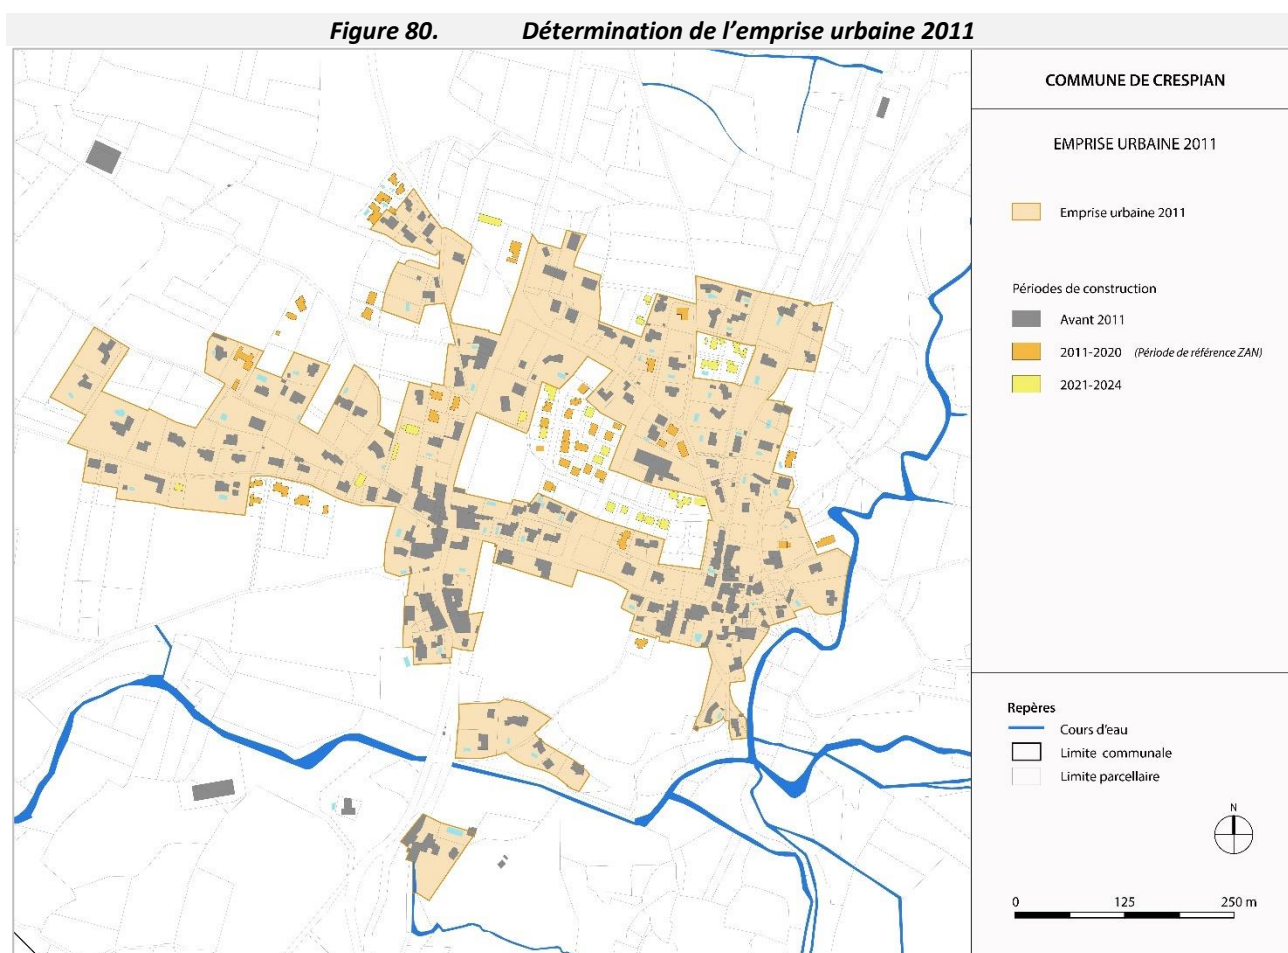 Figure 80. Détermination de l’emprise urbaine 2011
COMMUNE DE CRESPIAN
EMPRISE URBAINE 2011
Emprise urbaine 2011
Périodes de construction
Avant 2011
2011-2020 (Période de référence ZAN)
2021-2024
Repères
Cours d'eau
Limite communale
Limite parcellaire
N
0 125 250 m